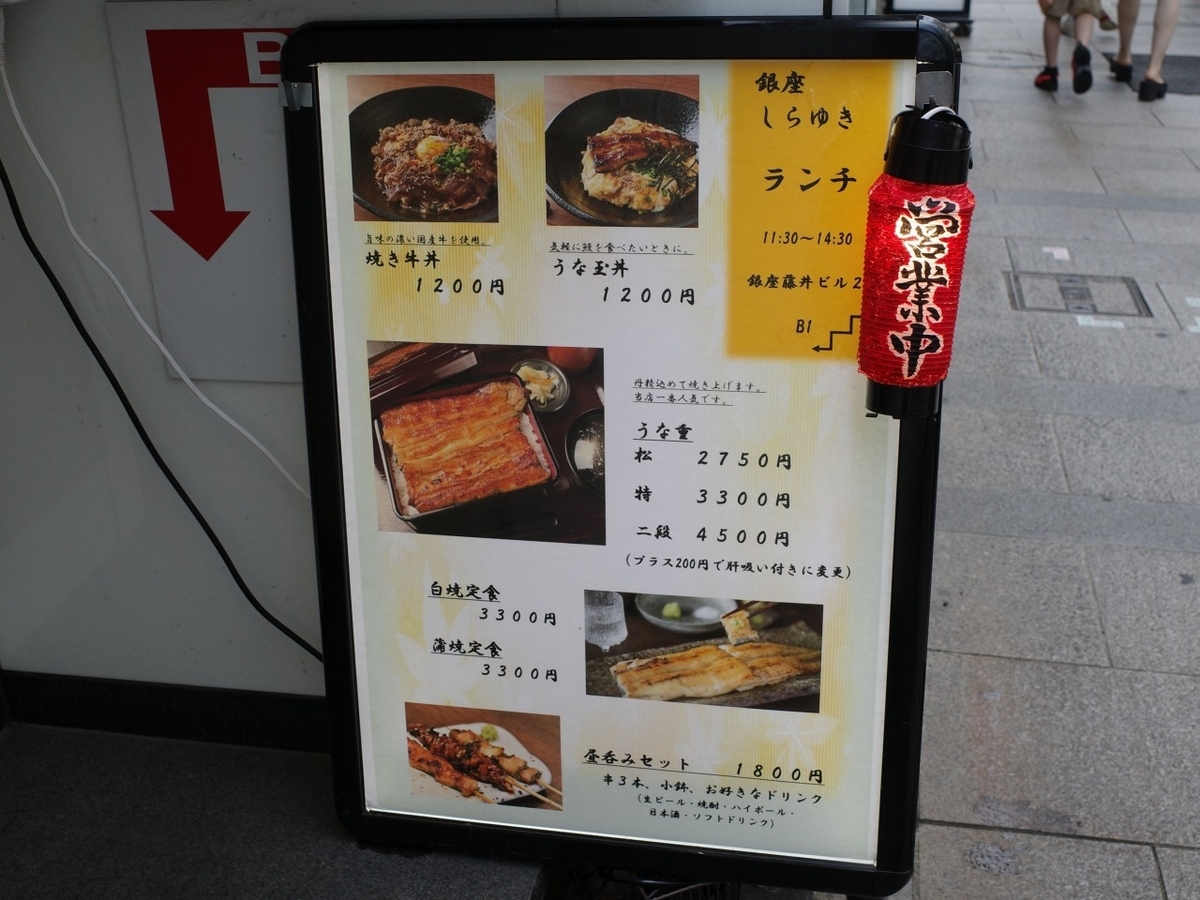 B
銀座
しらゆき
ランチ
11:30〜14:30
銀座藤井ビル2
B1
営業中
旨味の濃い国産牛を使用。
焼き牛丼
1200円
気軽に鰻を食べたいときに。
うな玉丼
1200円
丹精込めて焼き上げます。
当店一番人気です。
うな重
松 2750円
特 3300円
二段 4500円
(プラス200円で肝吸い付きに変更)
白焼定食
3300円
蒲焼定食
3300円
昼呑みセット 1800円
串3本、小鉢、お好きなドリンク
(生ビール・焼酎・ハイボール・
日本酒・ソフトドリンク)